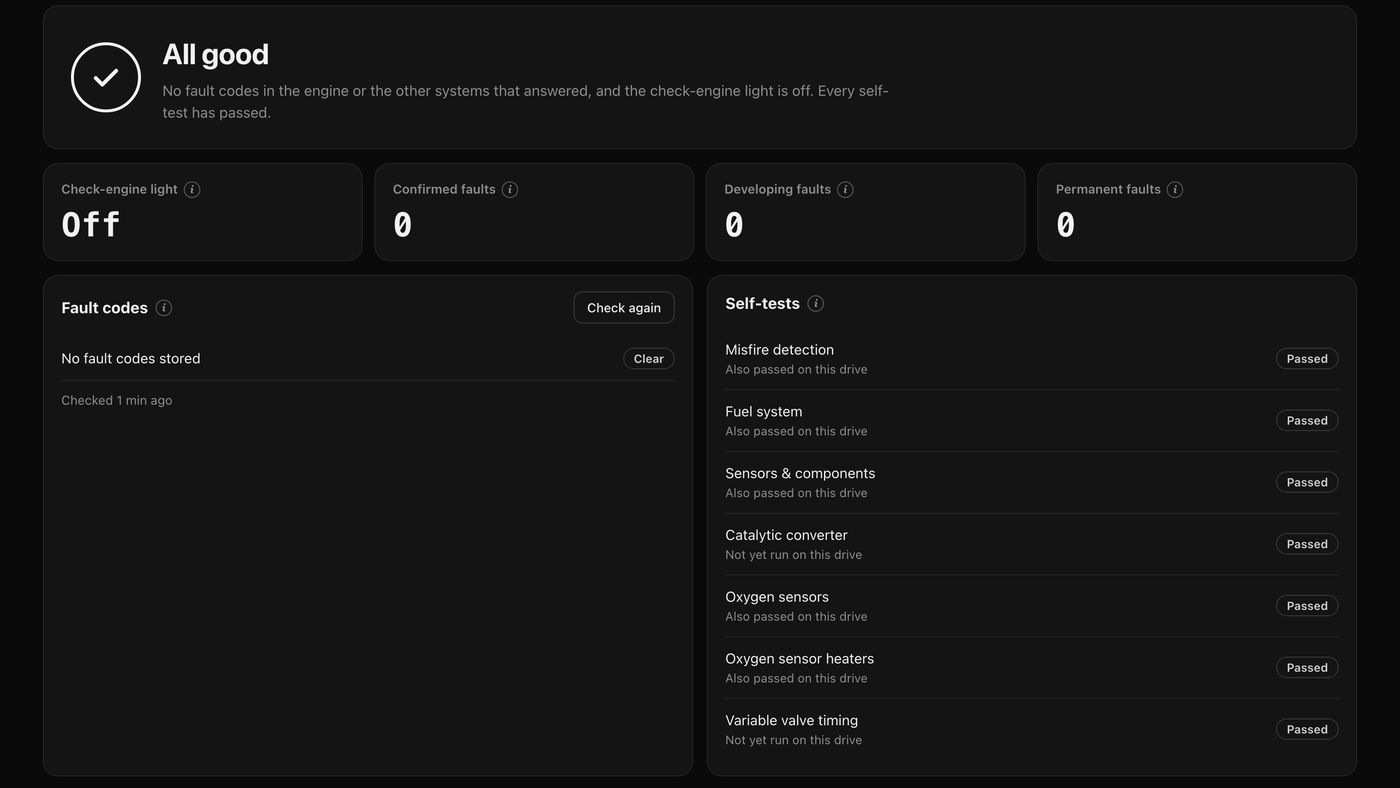 All good
No fault codes in the engine or the other systems that answered, and the check-engine light is off. Every self-
test has passed.
Check-engine light i
Off
Confirmed faults i
0
Developing faults i
0
Permanent faults i
0
Fault codes i
Check again
No fault codes stored
Clear
Checked 1 min ago
Self-tests i
Misfire detection
Also passed on this drive
Passed
Fuel system
Also passed on this drive
Passed
Sensors & components
Also passed on this drive
Passed
Catalytic converter
Not yet run on this drive
Passed
Oxygen sensors
Also passed on this drive
Passed
Oxygen sensor heaters
Also passed on this drive
Passed
Variable valve timing
Not yet run on this drive
Passed